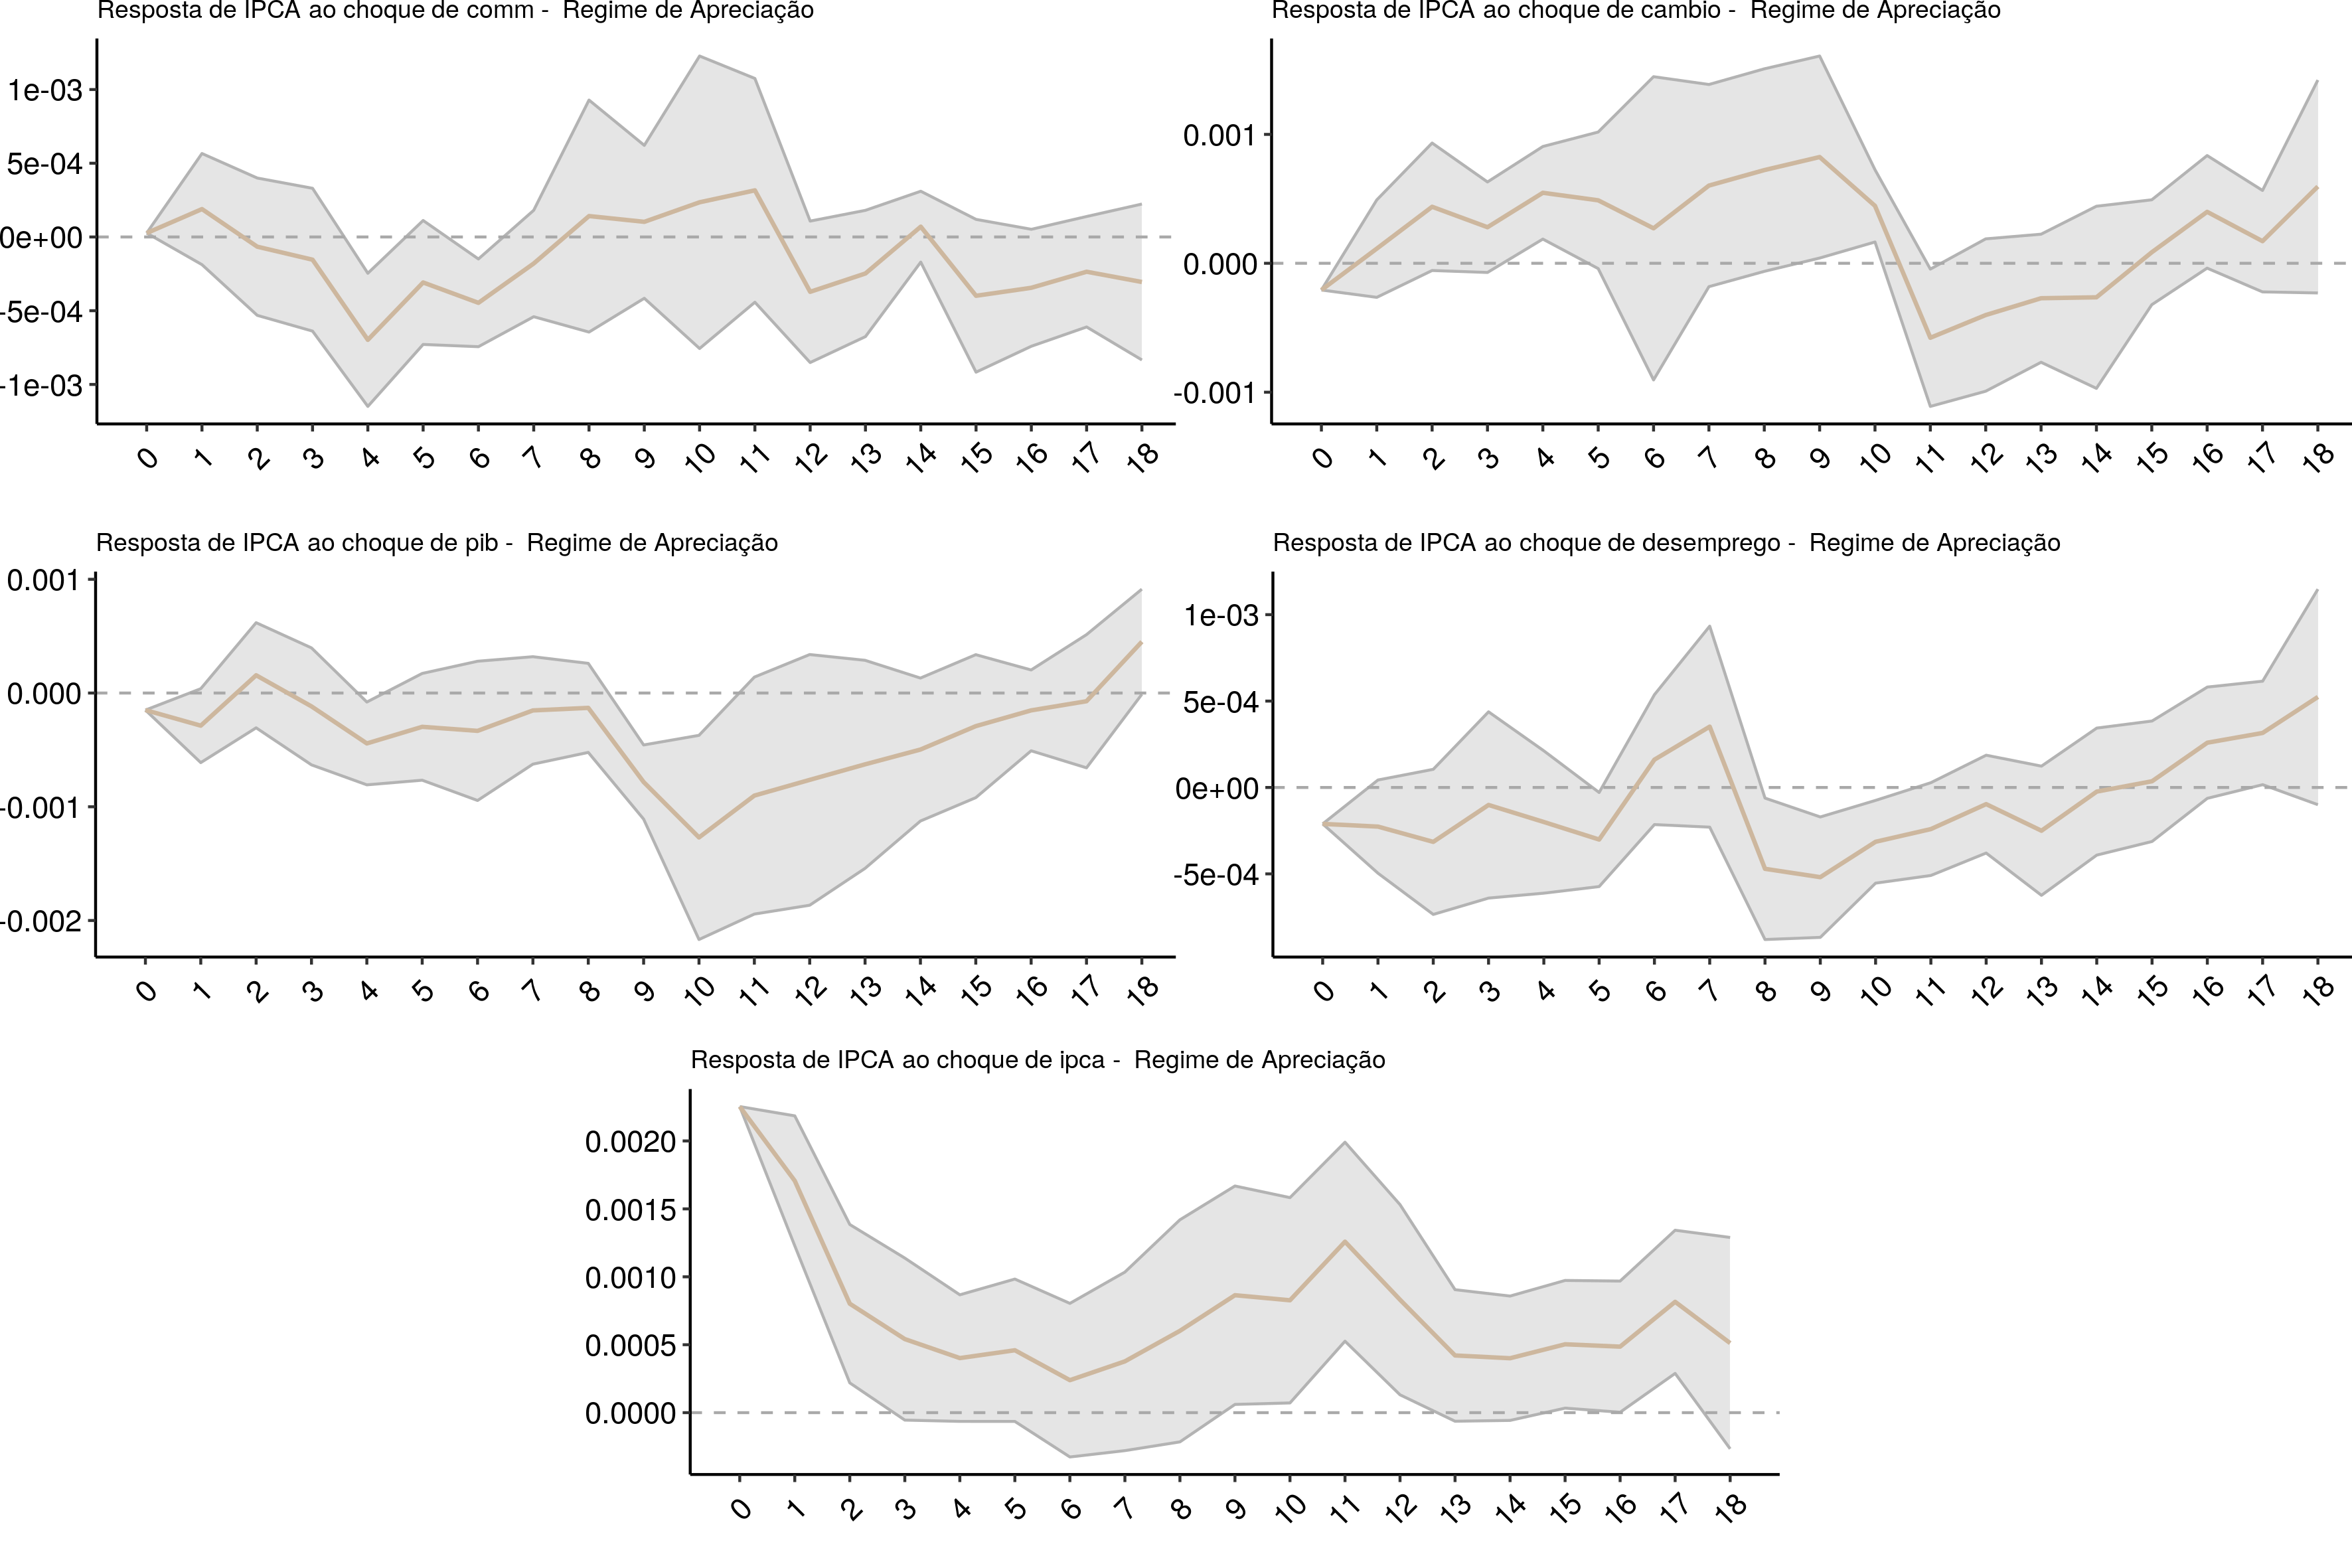 Resposta de IPCA ao choque de comm -  Regime de Apreciação
1e-03
5e-04
0e+00
-5e-04
-1e-03
0 1 2 3 4 5 6 7 8 9 10 11 12 13 14 15 16 17 18
Resposta de IPCA ao choque de cambio -  Regime de Apreciação
0.001
0.000
-0.001
0 1 2 3 4 5 6 7 8 9 10 11 12 13 14 15 16 17 18
Resposta de IPCA ao choque de pib -  Regime de Apreciação
0.001
0.000
-0.001
-0.002
0 1 2 3 4 5 6 7 8 9 10 11 12 13 14 15 16 17 18
Resposta de IPCA ao choque de desemprego -  Regime de Apreciação
1e-03
5e-04
0e+00
-5e-04
0 1 2 3 4 5 6 7 8 9 10 11 12 13 14 15 16 17 18
Resposta de IPCA ao choque de ipca -  Regime de Apreciação
0.0020
0.0015
0.0010
0.0005
0.0000
0 1 2 3 4 5 6 7 8 9 10 11 12 13 14 15 16 17 18